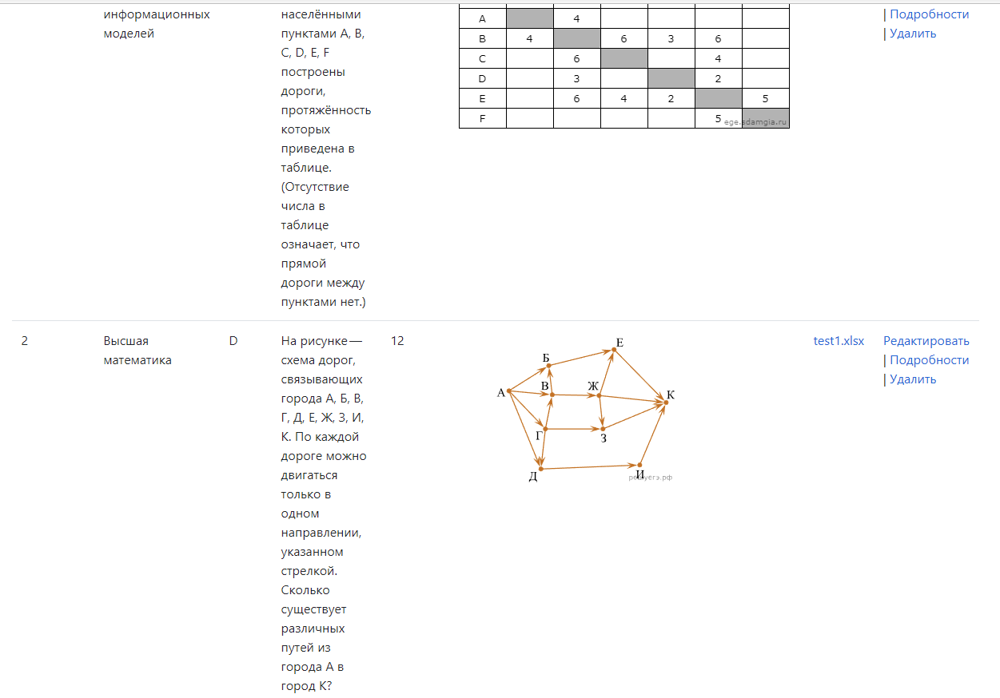 информационных
моделей
населёнными
пунктами A, B,
C, D, E, F
построены
дороги,
протяжённость
которых
приведена в
таблице.
(Отсутствие
числа в
таблице
означает, что
прямой
дороги между
пунктами нет.)
A 4
B 4 6 3 6
C 6 4
D 3 2
E 6 4 2 5
F 5
ege.sdamgia.ru
| Подробности
| Удалить
2
Высшая
математика
D
На рисунке —
схема дорог,
связывающих
города А, Б, В,
Г, Д, Е, Ж, З, И,
К. По каждой
дороге можно
двигаться
только в
одном
направлении,
указанном
стрелкой.
Сколько
существует
различных
путей из
города А в
город К?
12
Е
Б
А
В
Ж
К
Г
З
Д
И
решуегэ.рф
test1.xlsx
Редактировать
| Подробности
| Удалить